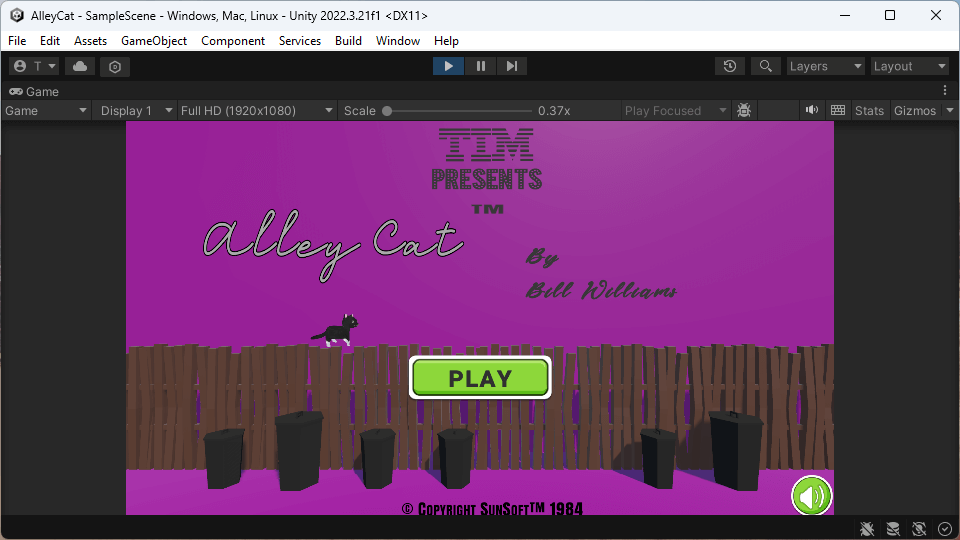 AlleyCat - SampleScene - Windows, Mac, Linux - Unity 2022.3.21f1 <DX11>
File Edit Assets GameObject Component Services Build Window Help
T Layers Layout
Game
Game Display 1 Full HD (1920x1080) Scale 0.37x Play Focused Stats Gizmos
TIM
PRESENTS
TM
Alley Cat
By
Bill Williams
PLAY
© COPYRIGHT SUNSOFT™ 1984